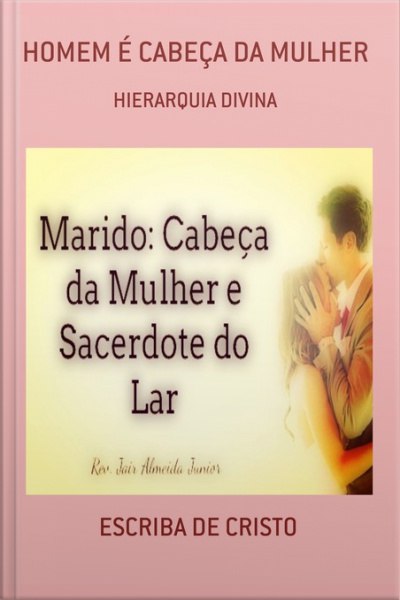 HOMEM É CABEÇA DA MULHER
HIERARQUIA DIVINA
Marido: Cabeça
da Mulher e
Sacerdote do
Lar
Rev. Jair Almeida Junior
ESCRIBA DE CRISTO